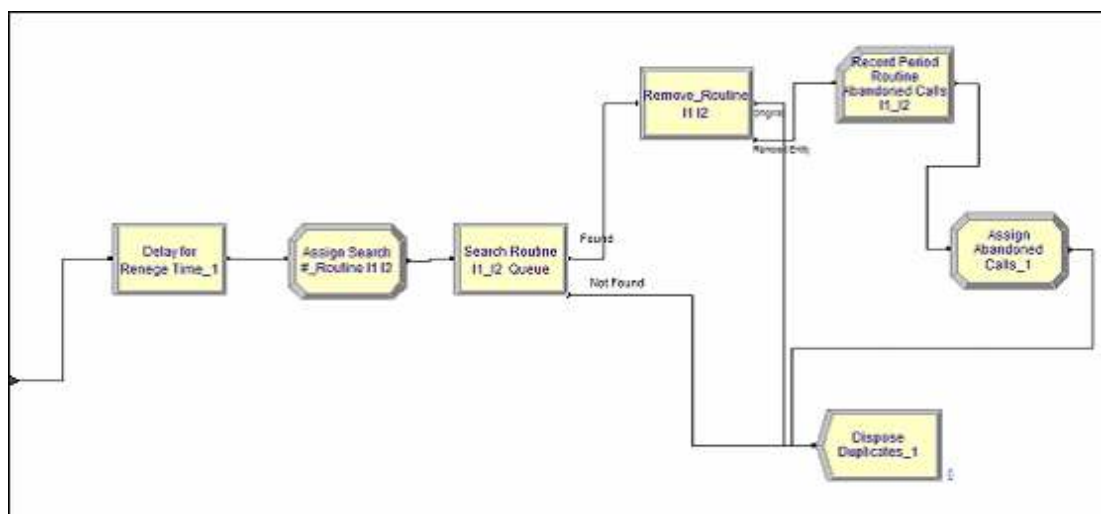 Delay for
Renege Time_1
Assign Search
#_Routine I1 I2
Search Routine
I1_I2 Queue
Found
Not Found
Remove_Routine
I1 I2
Original
Removed Entity
Record Period
Routine
Abandoned Calls
I1_I2
Assign
Abandoned
Calls_1
Dispose
Duplicates_1
0